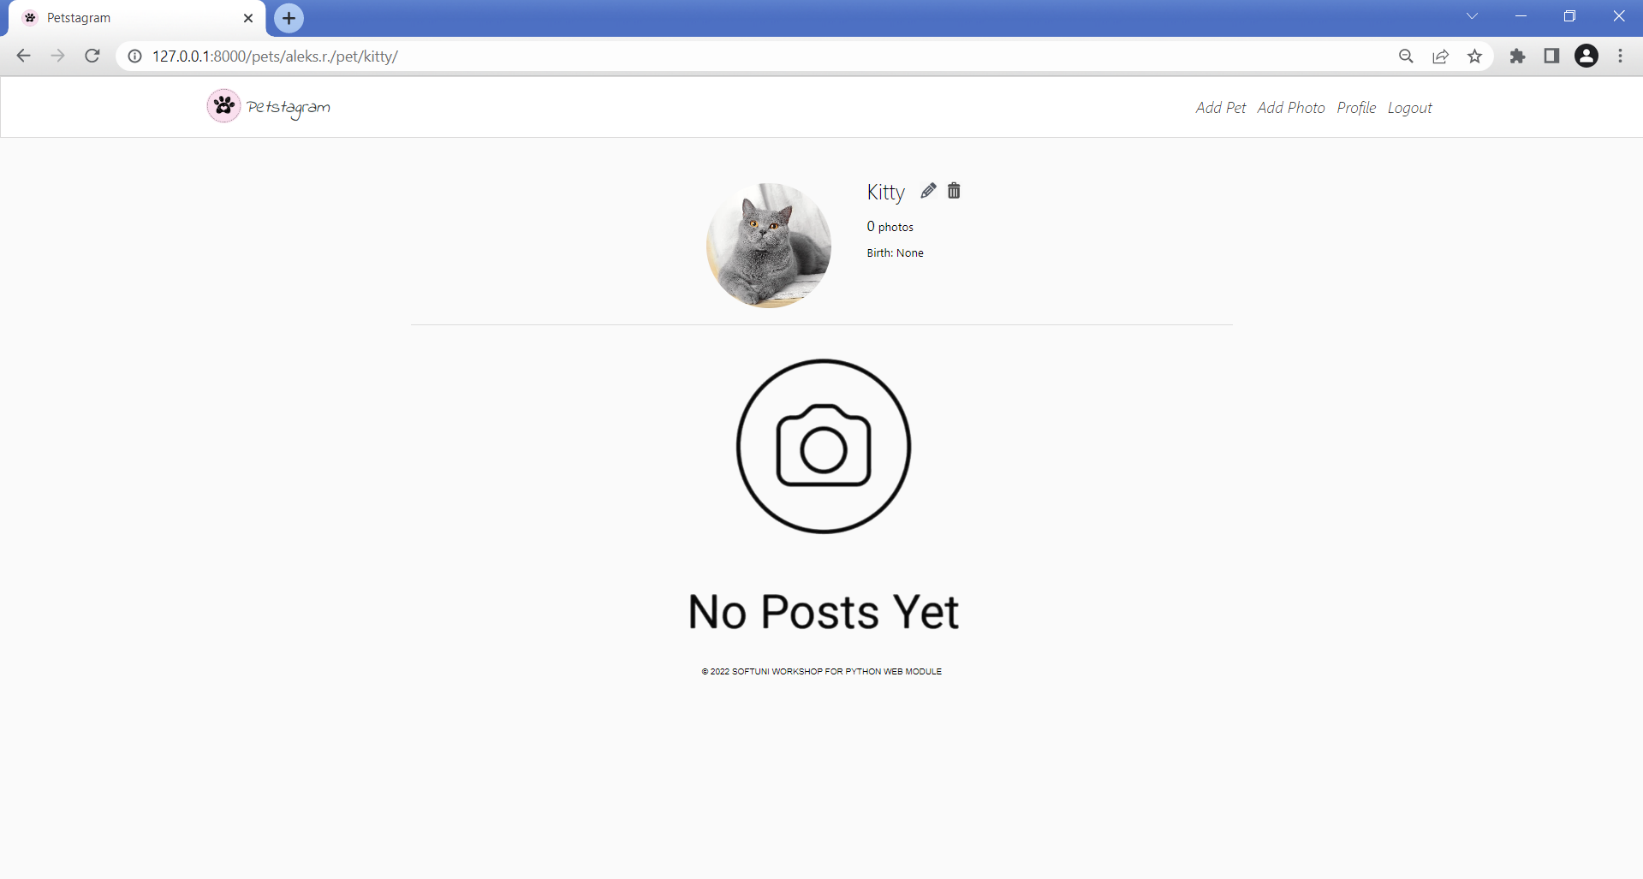 Petstagram
127.0.0.1:8000/pets/aleks.r./pet/kitty/
Petstagram
Add Pet Add Photo Profile Logout
Kitty
0 photos
Birth: None
No Posts Yet
© 2022 SOFTUNI WORKSHOP FOR PYTHON WEB MODULE